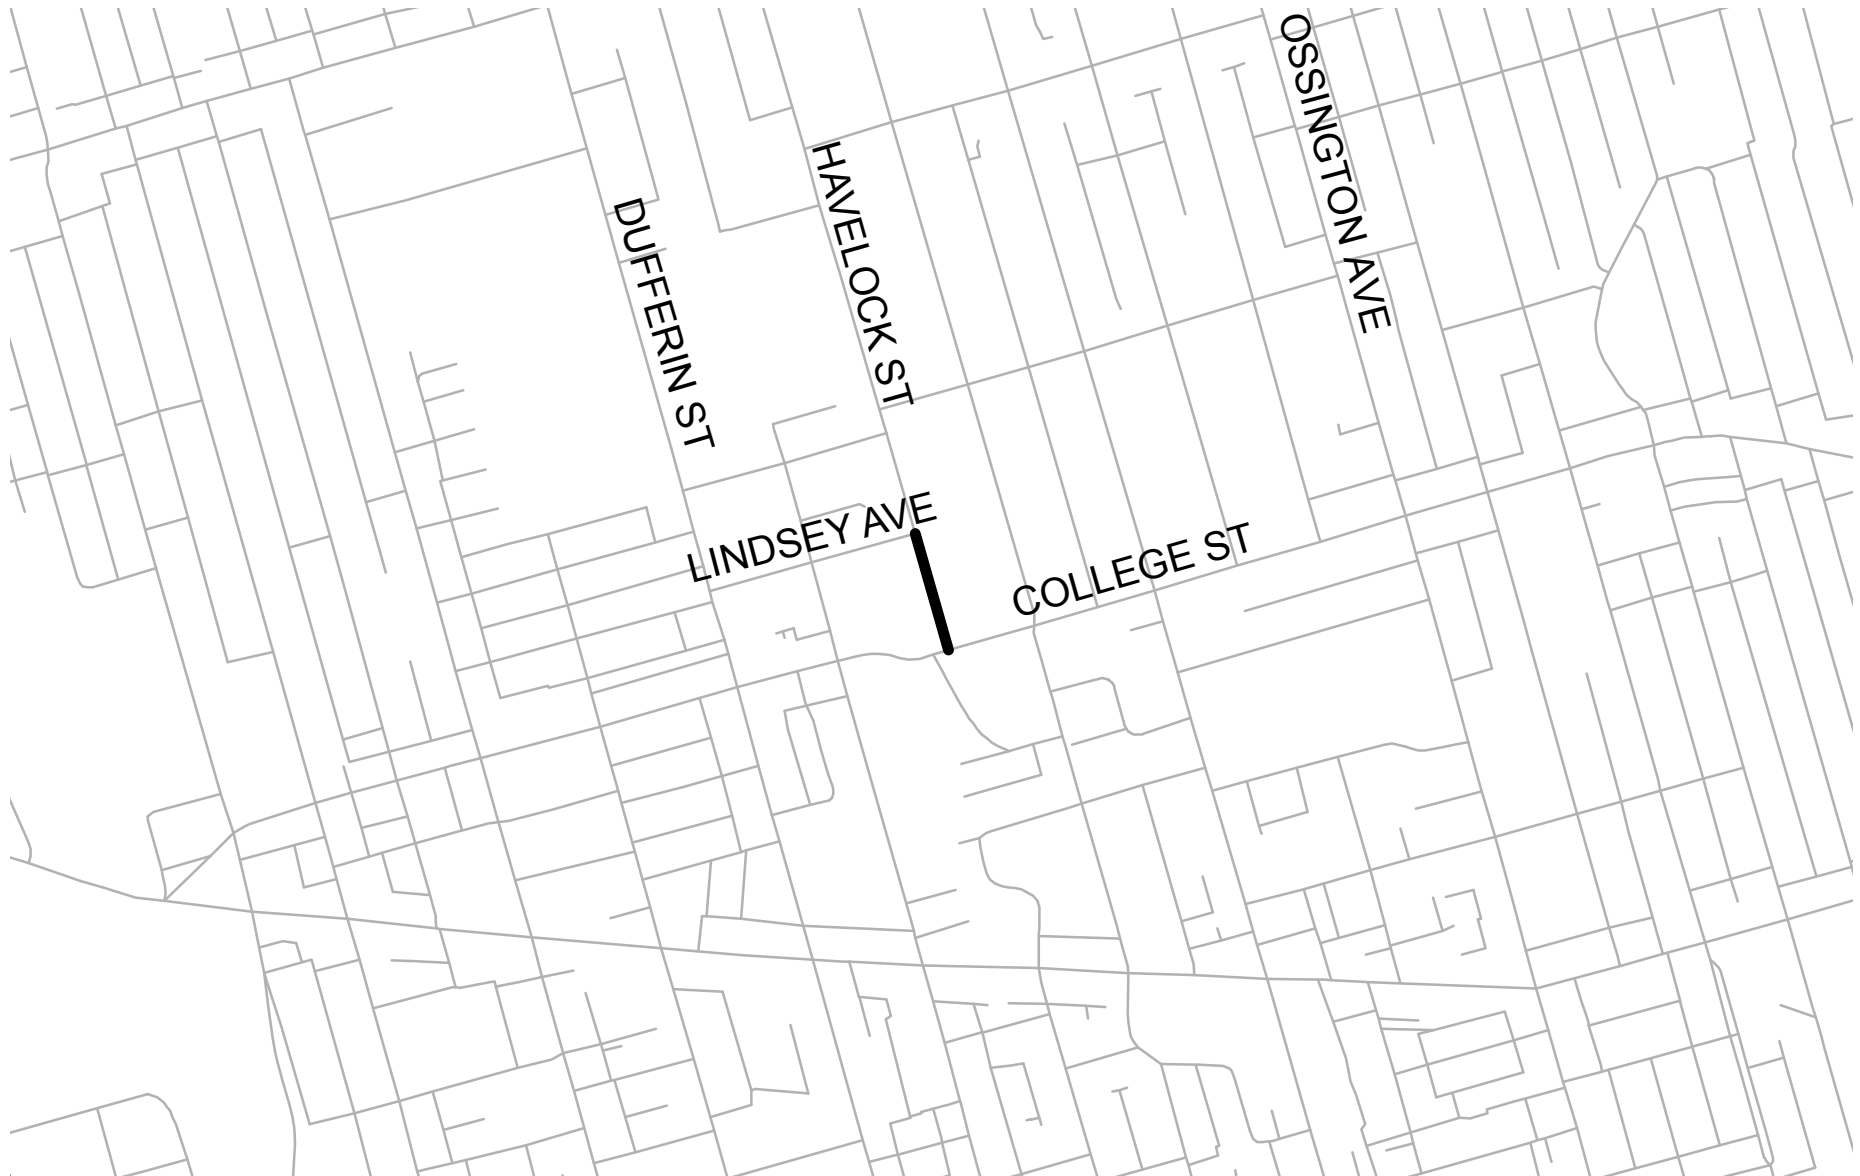 OSSINGTON AVE
HAVELOCK ST
DUFFERIN ST
LINDSEY AVE
COLLEGE ST